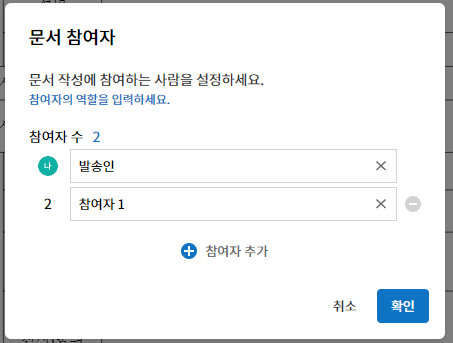 문서 참여자
문서 작성에 참여하는 사람을 설정하세요.
참여자의 역할을 입력하세요.
참여자 수 2
나 발송인
2 참여자 1
참여자 추가
취소 확인